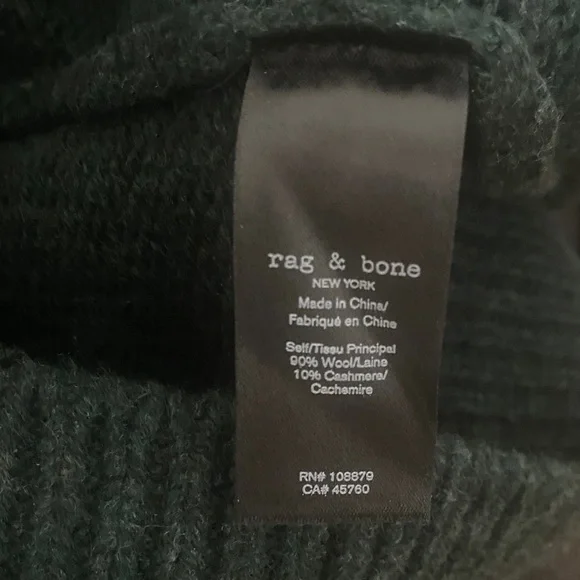 rag & bone
NEW YORK
Made in China/
Fabriqué en Chine
Self/Tissu Principal
90% Wool/Laine
10% Cashmere/
Cachemire
RN# 108879
CA# 45760